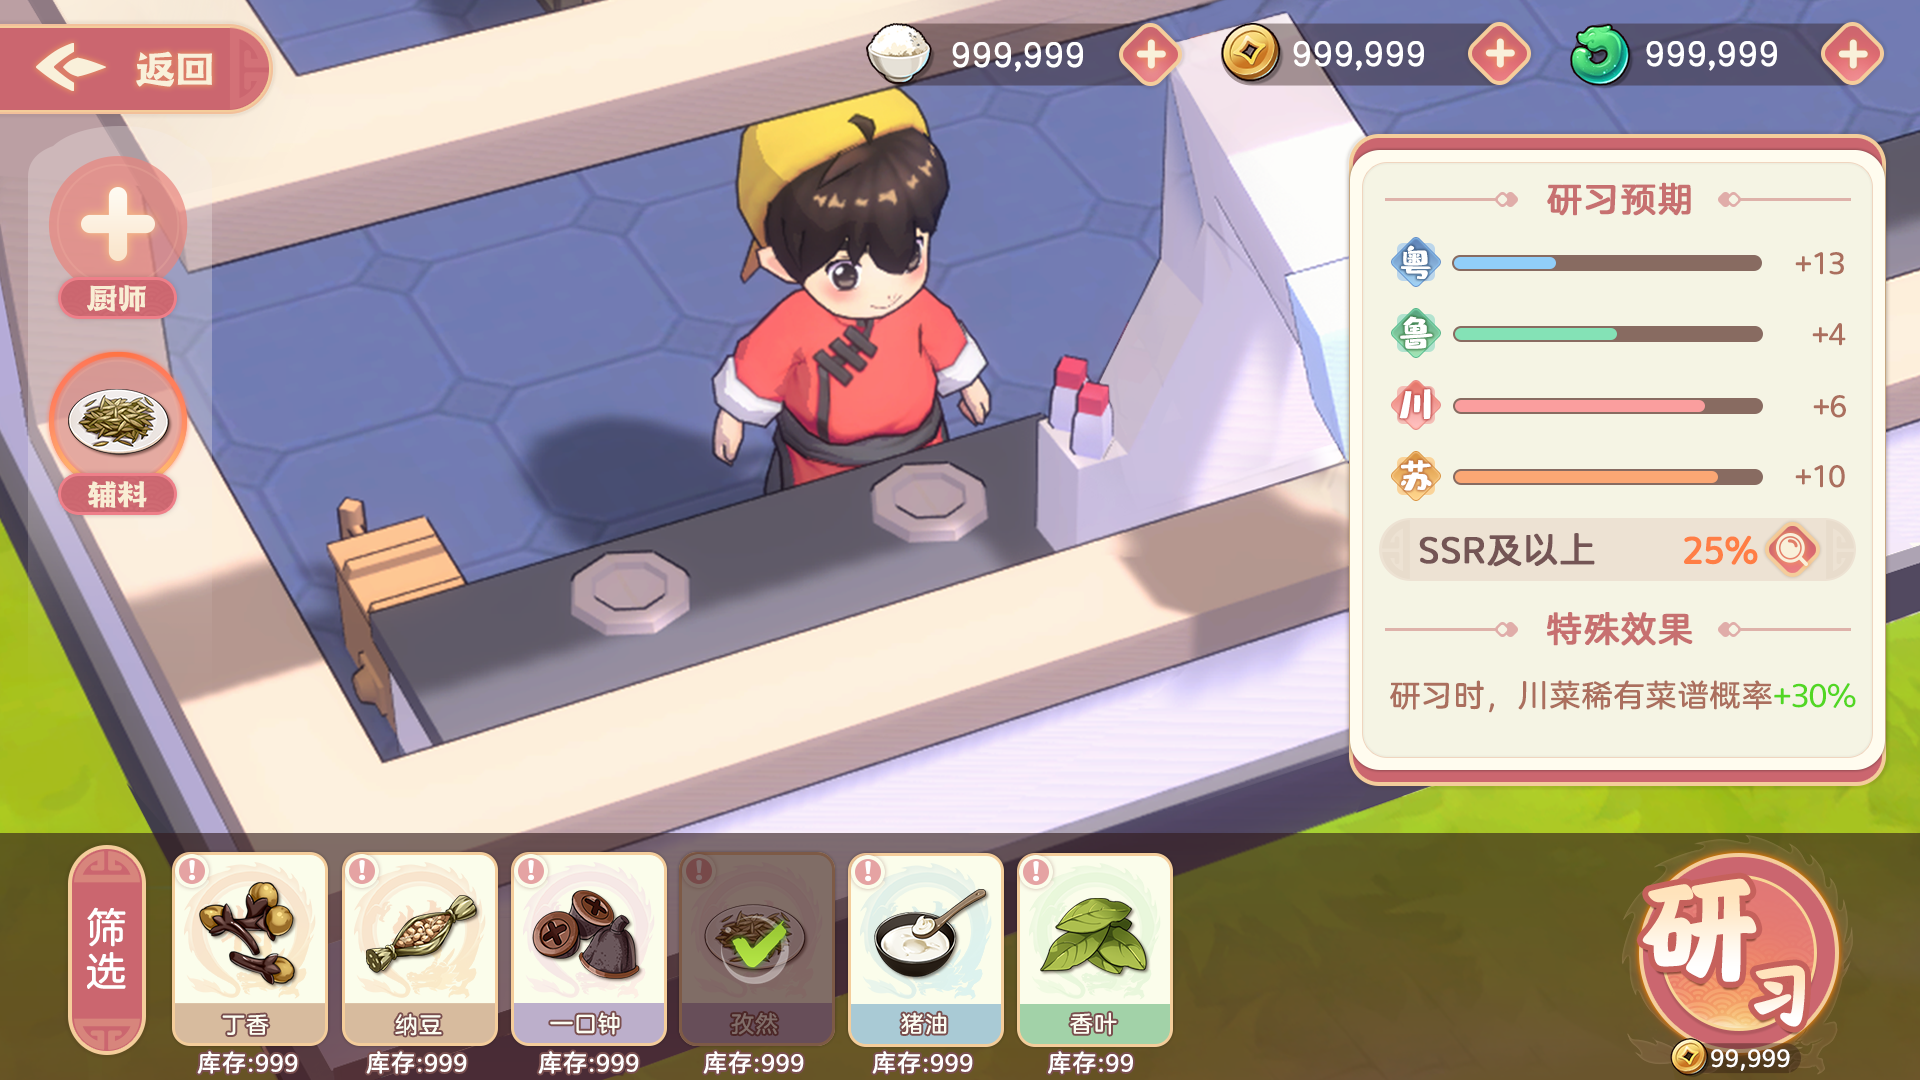 返回
999,999
999,999
999,999
厨师
辅料
研习预期
粤
+13
鲁
+4
川
+6
苏
+10
SSR及以上
25%
特殊效果
研习时，川菜稀有菜谱概率+30%
筛选
丁香
库存:999
纳豆
库存:999
一口钟
库存:999
孜然
库存:999
猪油
库存:999
香叶
库存:99
研习
99,999